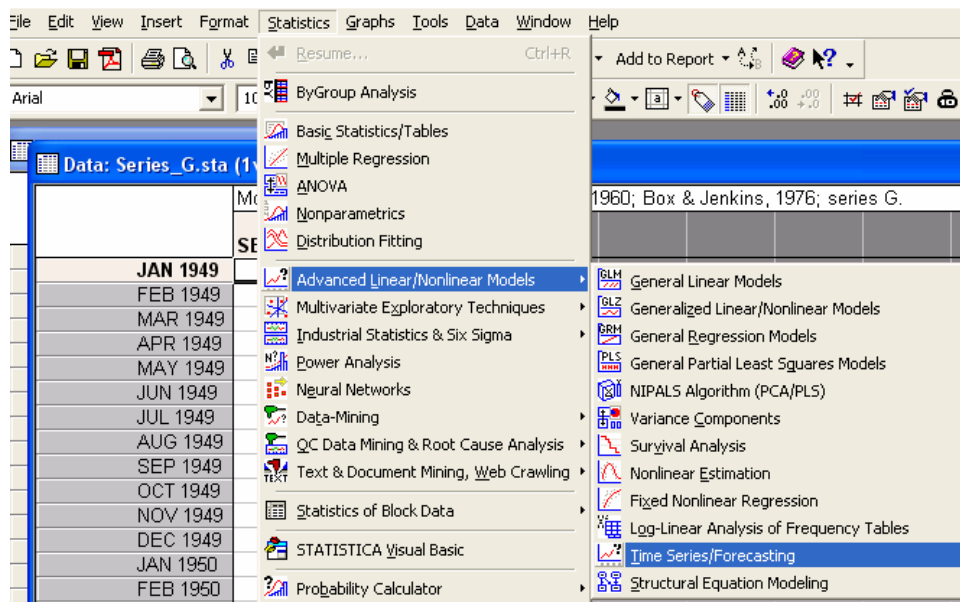 File Edit View Insert Format Statistics Graphs Tools Data Window Help
Resume... Ctrl+R
Add to Report
Arial
10
ByGroup Analysis
Basic Statistics/Tables
Multiple Regression
ANOVA
Nonparametrics
Distribution Fitting
Advanced Linear/Nonlinear Models
Multivariate Exploratory Techniques
Industrial Statistics & Six Sigma
Power Analysis
Neural Networks
Data-Mining
QC Data Mining & Root Cause Analysis
Text & Document Mining, Web Crawling
Statistics of Block Data
STATISTICA Visual Basic
Probability Calculator
Data: Series_G.sta (1v
1960; Box & Jenkins, 1976; series G.
JAN 1949
FEB 1949
MAR 1949
APR 1949
MAY 1949
JUN 1949
JUL 1949
AUG 1949
SEP 1949
OCT 1949
NOV 1949
DEC 1949
JAN 1950
FEB 1950
GLM General Linear Models
GLZ Generalized Linear/Nonlinear Models
GRM General Regression Models
PLS General Partial Least Squares Models
NIPALS Algorithm (PCA/PLS)
Variance Components
Survival Analysis
Nonlinear Estimation
Fixed Nonlinear Regression
Log-Linear Analysis of Frequency Tables
Time Series/Forecasting
Structural Equation Modeling